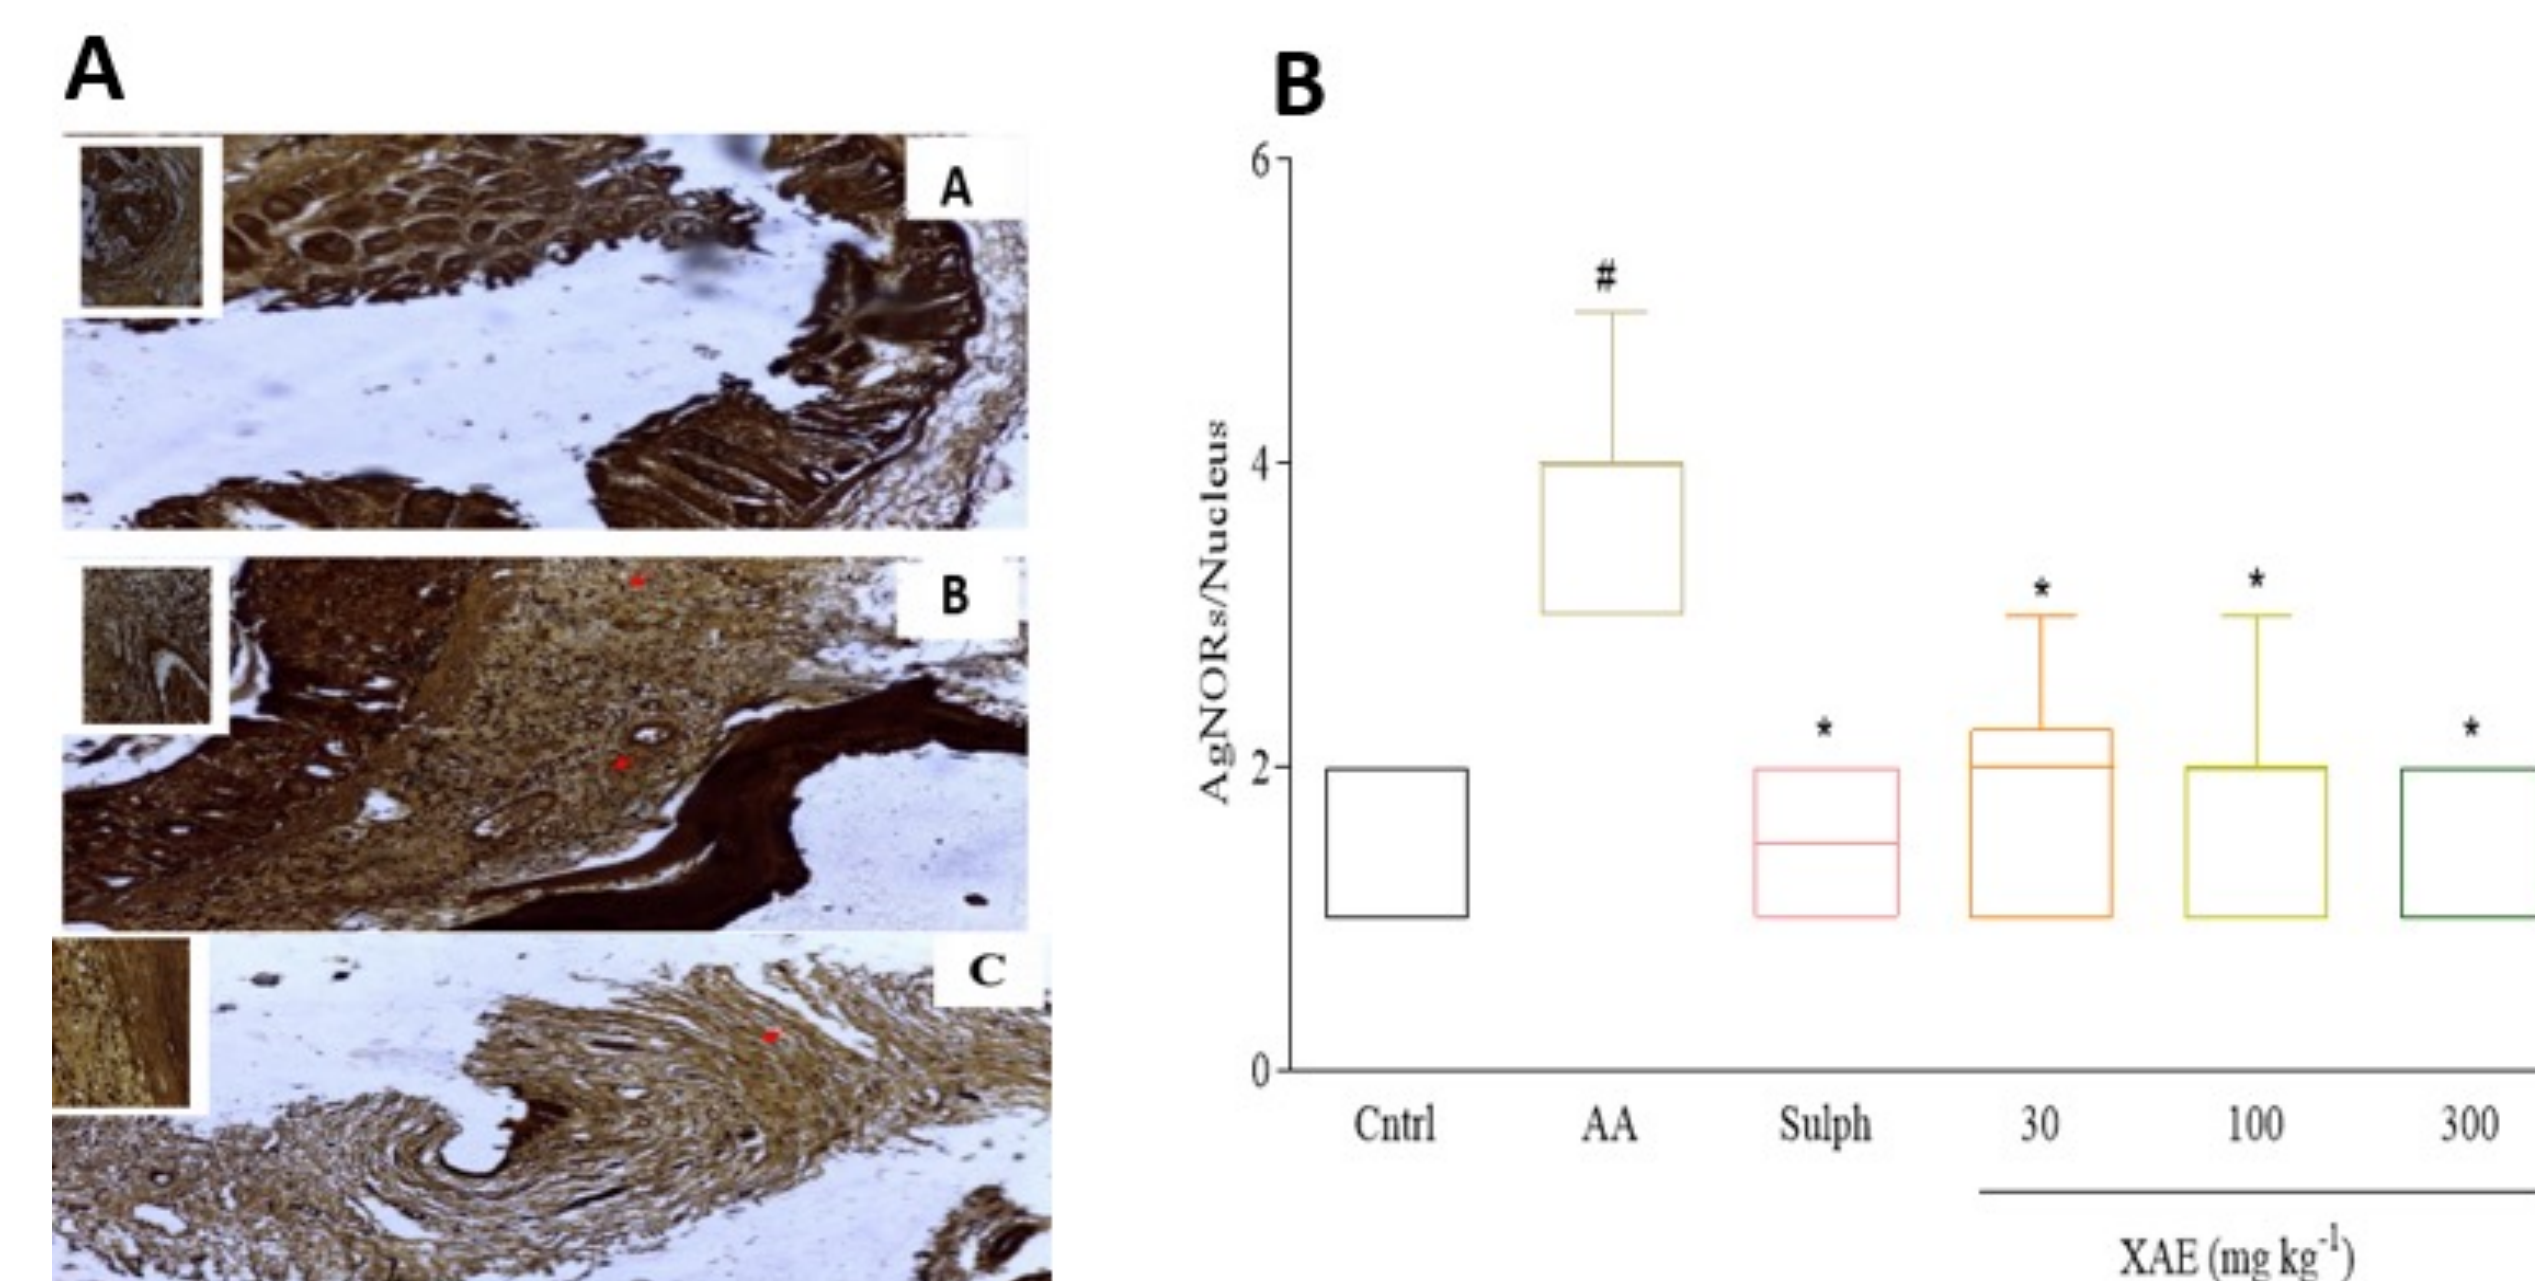 A
B
A
B
C
6
4
2
0
AgNORs/Nucleus
#
*
*
*
*
Cntrl
AA
Sulph
30
100
300
XAE (mg kg⁻¹)